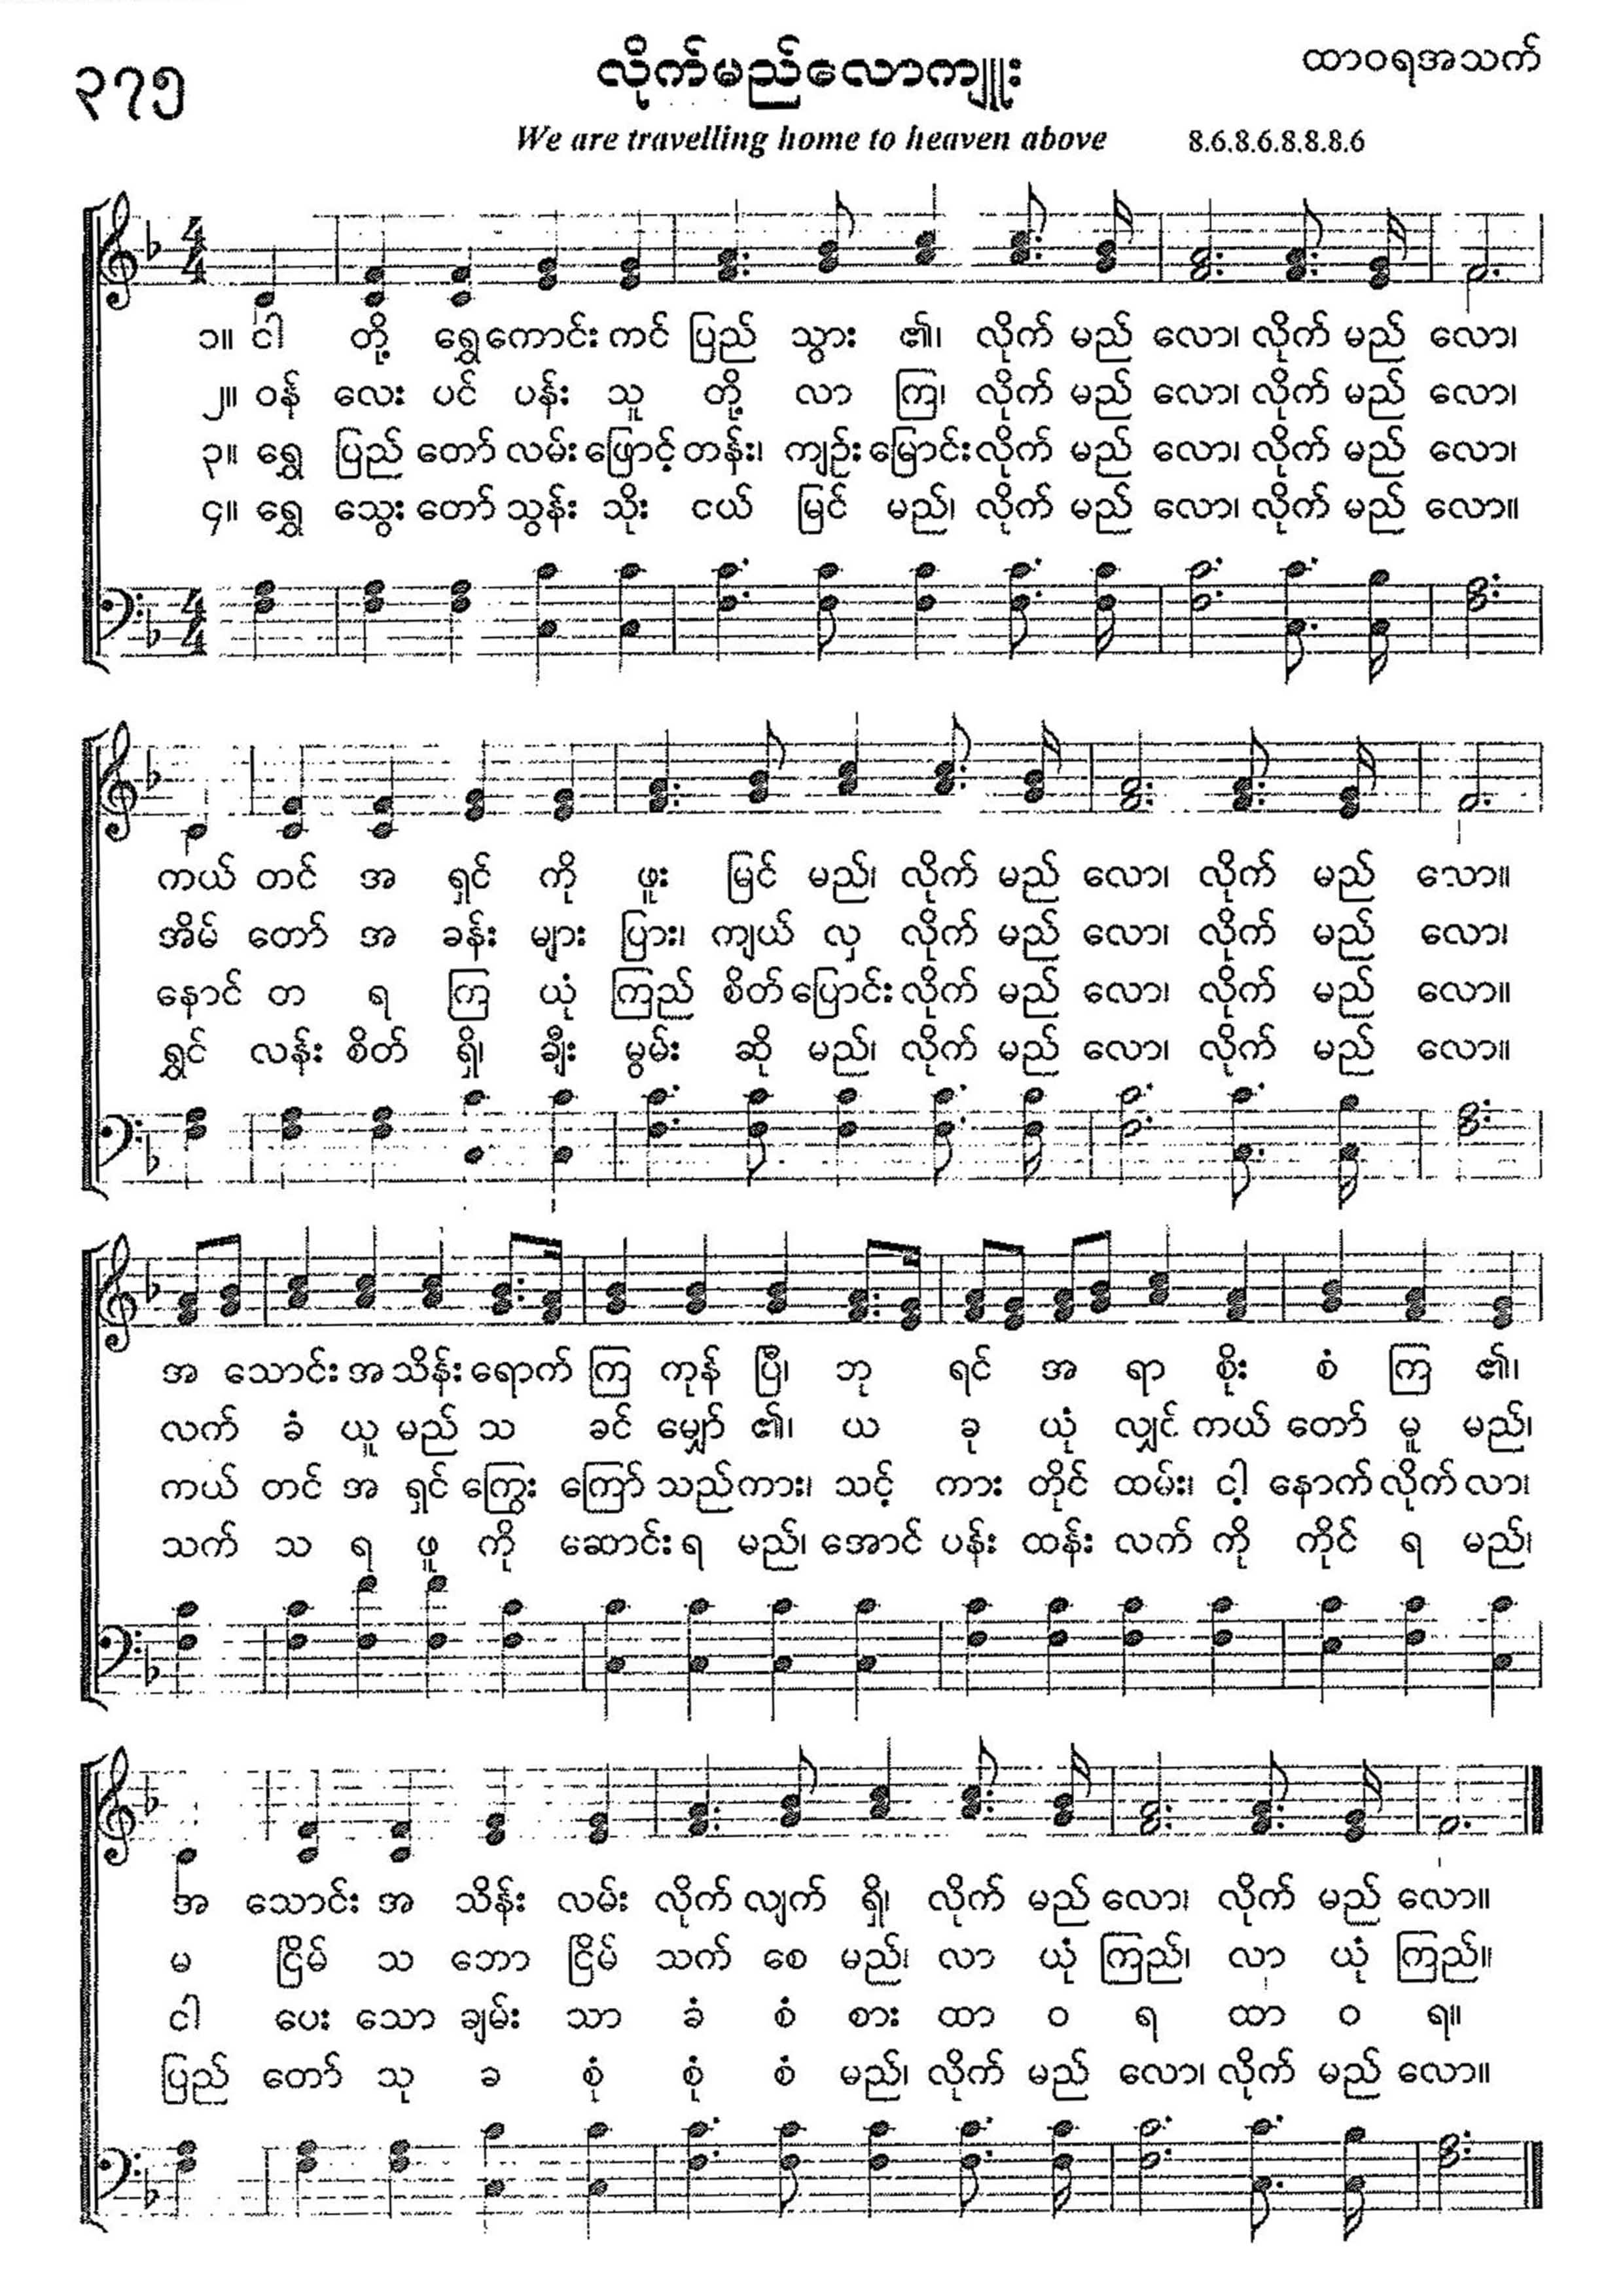 ၃၇၅
လိုက်မည်လောကျူး
ထာဝရအသက်
We are travelling home to heaven above 8.6.8.6.8.8.8.6
၁။ ငါ တို့ ရွှေကောင်း ကင် ပြည် သွား ၏၊ လိုက် မည် လော၊ လိုက် မည် လော၊
၂။ ဝန် လေး ပင် ပန်း သူ တို့ လာ ကြ၊ လိုက် မည် လော၊ လိုက် မည် လော၊
၃။ ရွှေ ပြည် တော် လမ်း ဖြောင့် တန်း၊ ကျဉ်း မြောင်း လိုက် မည် လော၊ လိုက် မည် လော၊
၄။ ရွှေ သွေး တော် သွန်း သိုး ငယ် မြင် မည်၊ လိုက် မည် လော၊ လိုက် မည် လော။
ကယ် တင် အ ရှင် ကို ဖူး မြင် မည်၊ လိုက် မည် လော၊ လိုက် မည် သော။
အိမ် တော် အ ခန်း များ ပြား၊ ကျယ် လှ လိုက် မည် လော၊ လိုက် မည် လော၊
နောင် တ ရ ကြ ယုံ ကြည် စိတ် ပြောင်း လိုက် မည် လော၊ လိုက် မည် လော။
ရွှင် လန်း စိတ် ရှိ၊ ချီး မွမ်း ဆို မည်၊ လိုက် မည် လော၊ လိုက် မည် လော။
အ သောင်း အ သိန်း ရောက် ကြ ကုန် ပြီ၊ ဘု ရင် အ ရာ စိုး စံ ကြ ၏၊
လက် ခံ ယူ မည် သ ခင် မျှော် ၏၊ ယ ခု ယုံ လျှင် ကယ် တော် မူ မည်၊
ကယ် တင် အ ရှင် ကြွေး ကြော် သည်ကား၊ သင့် ကား တိုင် ထမ်း၊ ငါ့ နောက် လိုက် လာ၊
သက် သ ရ ဖူ ကို ဆောင်း ရ မည်၊ အောင် ပန်း ထန်း လက် ကို ကိုင် ရ မည်၊
အ သောင်း အ သိန်း လမ်း လိုက် လျက် ရှိ၊ လိုက် မည် လော၊ လိုက် မည် လော။
မ ငြိမ် သ ဘော ငြိမ် သက် စေ မည်၊ လာ ယုံ ကြည်၊ လာ ယုံ ကြည်။
ငါ ပေး သော ချမ်း သာ ခံ စံ စား ထာ ဝ ရ ထာ ဝ ရ။
ပြည် တော် သု ခ စုံ စုံ စံ မည်၊ လိုက် မည် လော၊ လိုက် မည် လော။